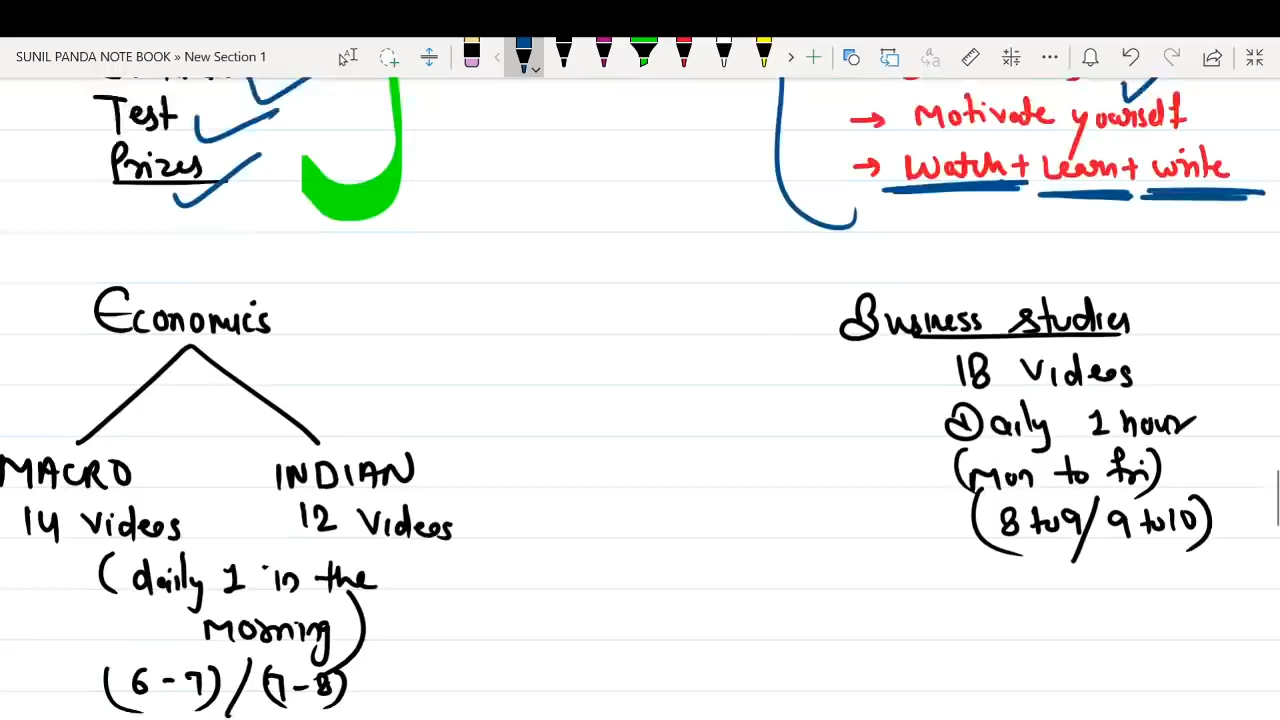 SUNIL PANDA NOTE BOOK » New Section 1
Test
Prizes
→ Motivate yourself
→ Watch + Learn + write
Economics
MACRO
14 Videos
INDIAN
12 Videos
(daily 1 in the
Morning)
(6-7)/(7-8)
Business studies
18 Videos
Daily 1 hour
(Mon to fri)
(8 to 9/9 to 10)